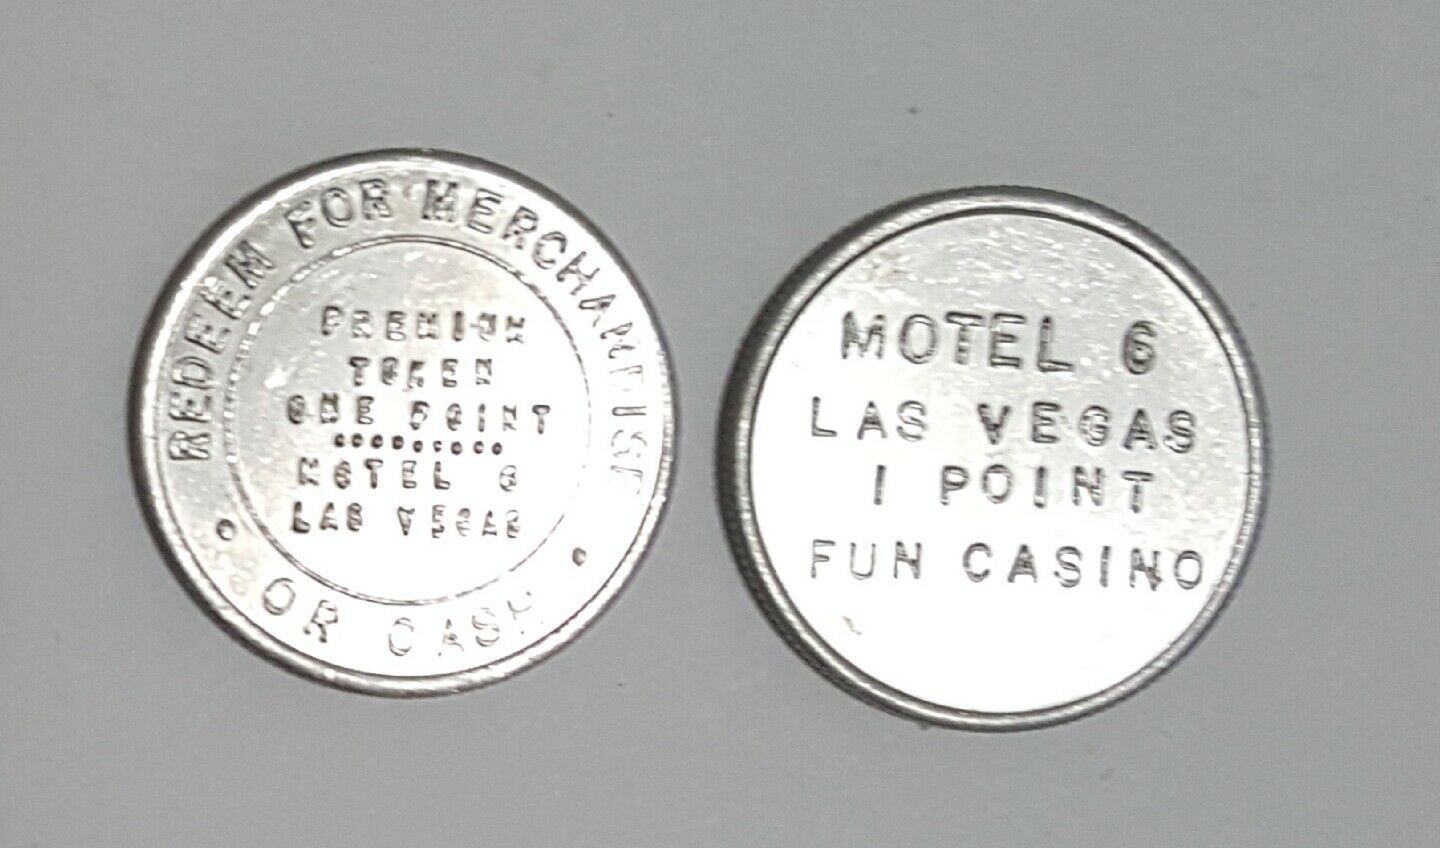 REDEEM FOR MERCHANDISE
PREMIUM
TOKEN
ONE POINT
MOTEL 6
LAS VEGAS
• OR CASH •
MOTEL 6
LAS VEGAS
1 POINT
FUN CASINO